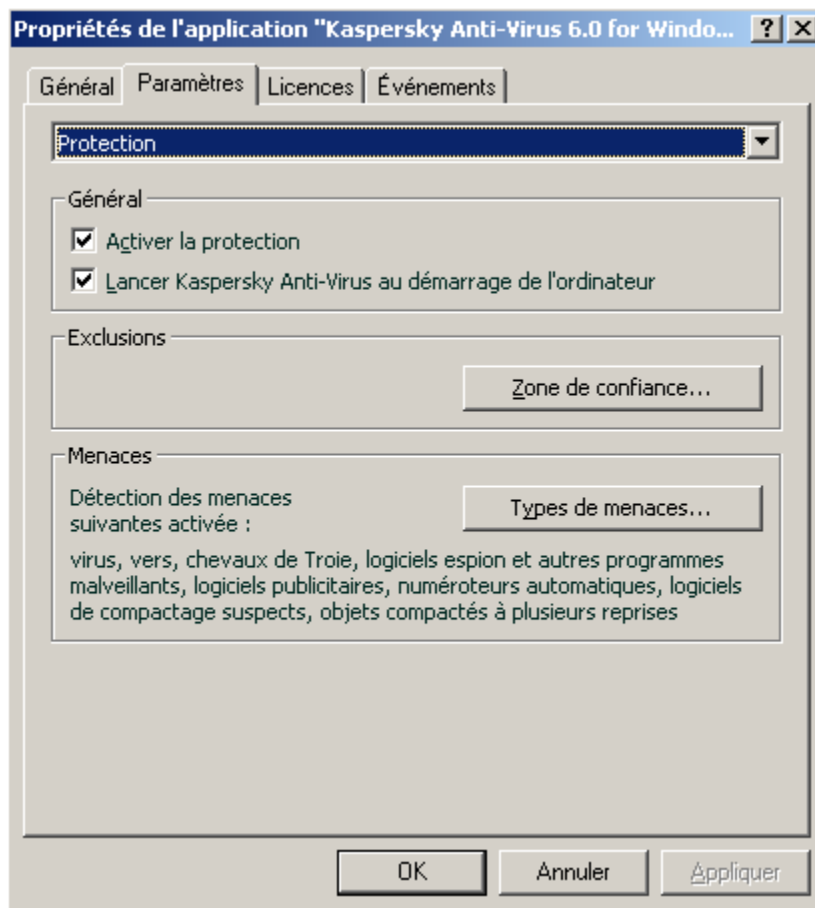 Propriétés de l'application "Kaspersky Anti-Virus 6.0 for Windo...
Général Paramètres Licences Événements
Protection
Général
Activer la protection
Lancer Kaspersky Anti-Virus au démarrage de l'ordinateur
Exclusions
Zone de confiance...
Menaces
Détection des menaces
suivantes activée :
Types de menaces...
virus, vers, chevaux de Troie, logiciels espion et autres programmes
malveillants, logiciels publicitaires, numéroteurs automatiques, logiciels
de compactage suspects, objets compactés à plusieurs reprises
OK Annuler Appliquer